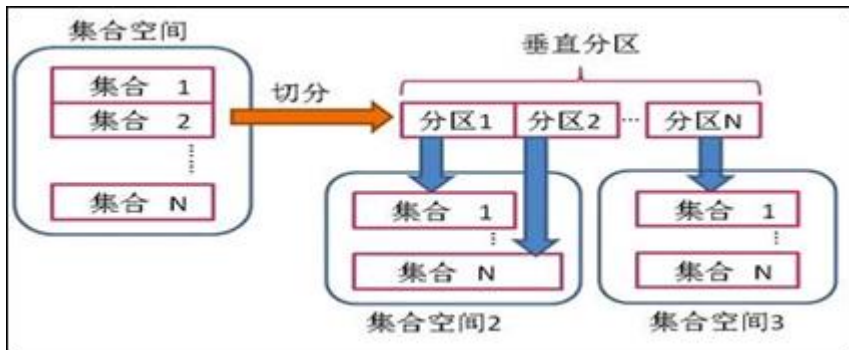 集合空间
集合 1
集合 2
集合 N
切分
垂直分区
分区1
分区2
分区N
集合 1
集合 N
集合空间2
集合 1
集合 N
集合空间3